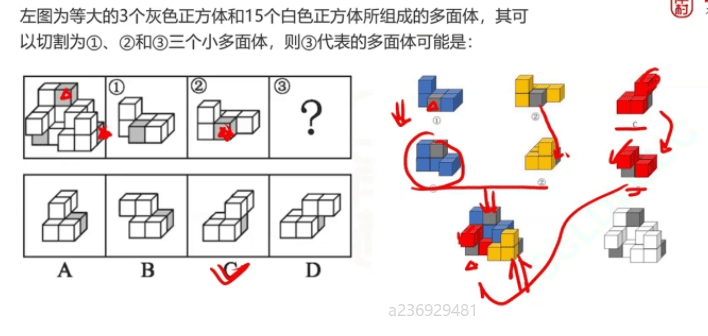 左图为等大的3个灰色正方体和15个白色正方体所组成的多面体，其可
以切割为①、②和③三个小多面体，则③代表的多面体可能是：
① ② ③
?
A B C D
① ② C
②
a236929481